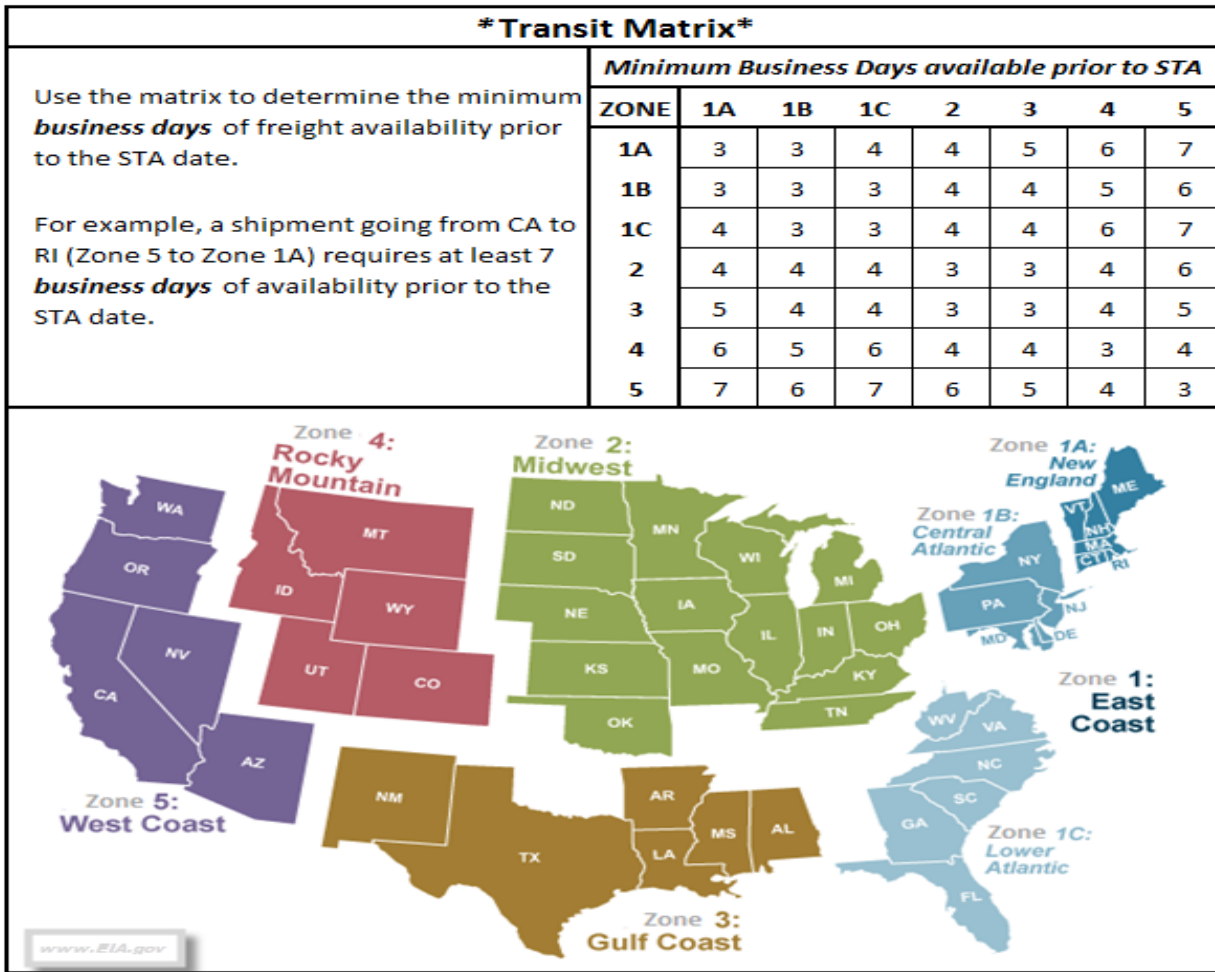 *Transit Matrix*
Use the matrix to determine the minimum
business days of freight availability prior
to the STA date.
For example, a shipment going from CA to
RI (Zone 5 to Zone 1A) requires at least 7
business days of availability prior to the
STA date.
Minimum Business Days available prior to STA
ZONE 1A 1B 1C 2 3 4 5
1A 3 3 4 4 5 6 7
1B 3 3 3 4 4 5 6
1C 4 3 3 4 4 6 7
2 4 4 4 3 3 4 6
3 5 4 4 3 3 4 5
4 6 5 6 4 4 3 4
5 7 6 7 6 5 4 3
Zone 4:
Rocky
Mountain
Zone 2:
Midwest
Zone 1A:
New
England
Zone 1B:
Central
Atlantic
WA
OR
CA
NV
AZ
MT
ID
WY
UT
CO
ND
SD
NE
KS
OK
MN
IA
MO
WI
IL
MI
IN
OH
KY
TN
ME
VT
NH
MA
CT
RI
NY
PA
NJ
MD
DE
Zone 1:
East
Coast
WV
VA
NC
SC
GA
FL
Zone 1C:
Lower
Atlantic
NM
TX
AR
LA
MS
AL
Zone 5:
West Coast
Zone 3:
Gulf Coast
www.EIA.gov